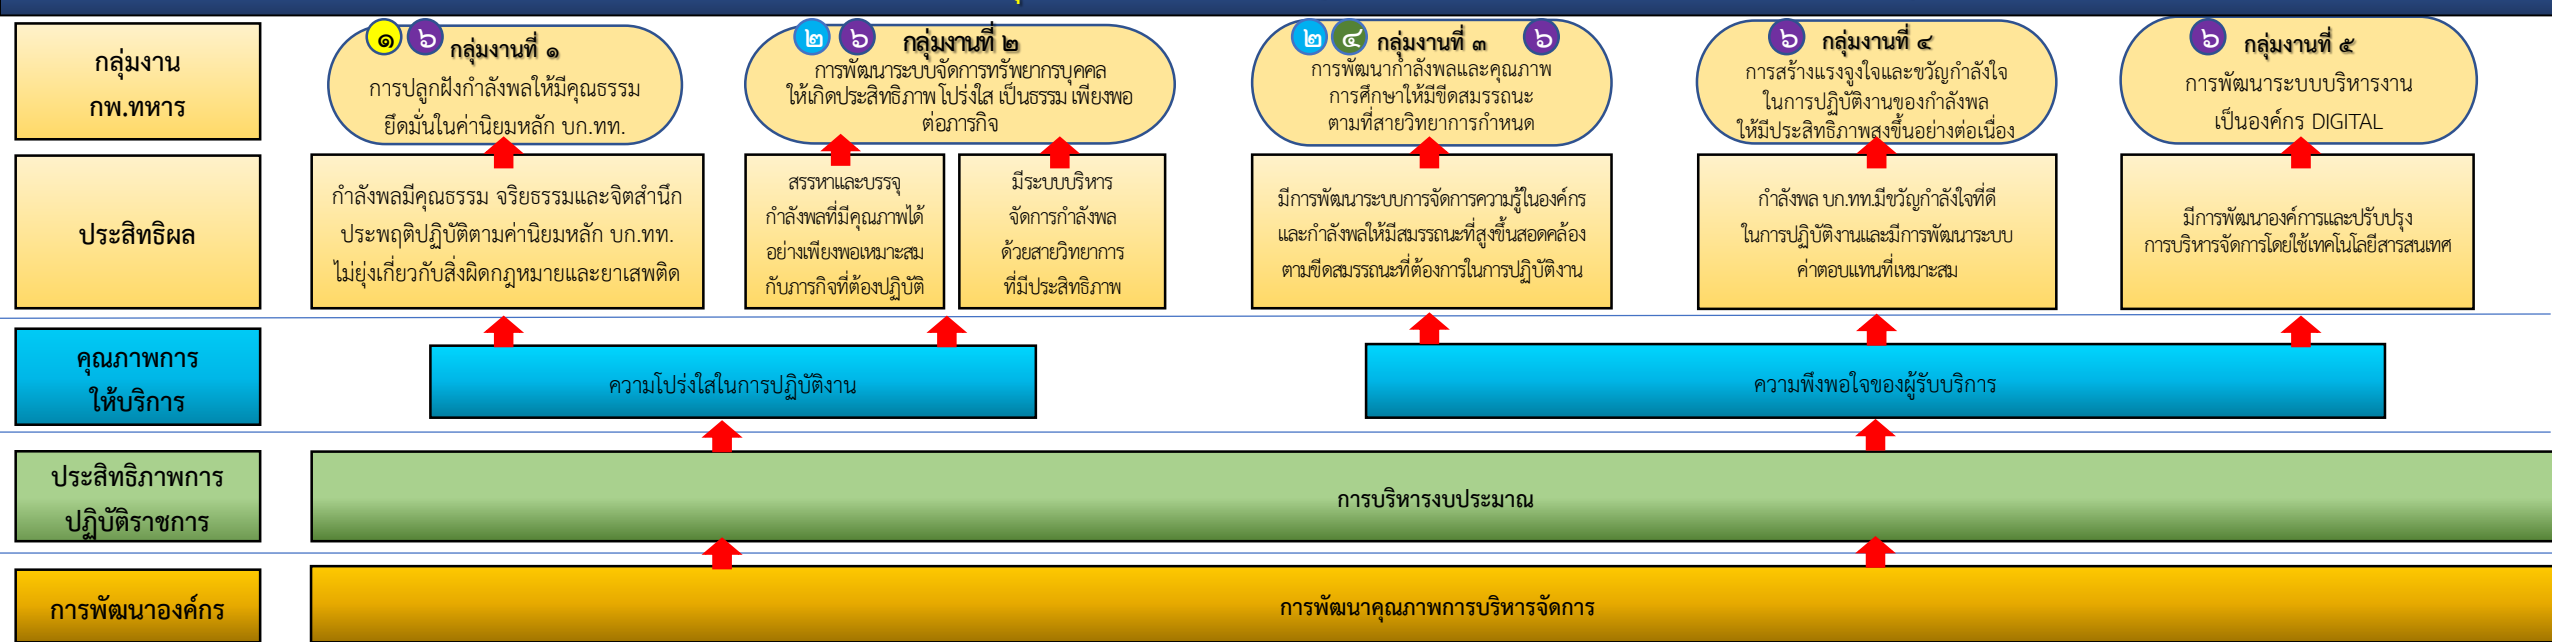 กลุ่มงาน
กพ.ทหาร
๑ ๖ กลุ่มงานที่ ๑
การปลูกฝังกำลังพลให้มีคุณธรรม
ยึดมั่นในค่านิยมหลัก บก.ทท.
๒ ๖ กลุ่มงานที่ ๒
การพัฒนาระบบจัดการทรัพยากรบุคคล
ให้เกิดประสิทธิภาพ โปร่งใส เป็นธรรม เพียงพอ
ต่อภารกิจ
๒ ๔ กลุ่มงานที่ ๓ ๖
การพัฒนากำลังพลและคุณภาพ
การศึกษาให้มีขีดสมรรถนะ
ตามที่สายวิทยาการกำหนด
๖ กลุ่มงานที่ ๔
การสร้างแรงจูงใจและขวัญกำลังใจ
ในการปฏิบัติงานของกำลังพล
ให้มีประสิทธิภาพสูงขึ้นอย่างต่อเนื่อง
๖ กลุ่มงานที่ ๕
การพัฒนาระบบบริหารงาน
เป็นองค์กร DIGITAL
ประสิทธิผล
กำลังพลมีคุณธรรม จริยธรรมและจิตสำนึก
ประพฤติปฏิบัติตามค่านิยมหลัก บก.ทท.
ไม่ยุ่งเกี่ยวกับสิ่งผิดกฎหมายและยาเสพติด
สรรหาและบรรจุ
กำลังพลที่มีคุณภาพได้
อย่างเพียงพอเหมาะสม
กับภารกิจที่ต้องปฏิบัติ
มีระบบบริหาร
จัดการกำลังพล
ด้วยสายวิทยาการ
ที่มีประสิทธิภาพ
มีการพัฒนาระบบการจัดการความรู้ในองค์กร
และกำลังพลให้มีสมรรถนะที่สูงขึ้นสอดคล้อง
ตามขีดสมรรถนะที่ต้องการในการปฏิบัติงาน
กำลังพล บก.ทท.มีขวัญกำลังใจที่ดี
ในการปฏิบัติงานและมีการพัฒนาระบบ
ค่าตอบแทนที่เหมาะสม
มีการพัฒนาองค์การและปรับปรุง
การบริหารจัดการโดยใช้เทคโนโลยีสารสนเทศ
คุณภาพการ
ให้บริการ
ความโปร่งใสในการปฏิบัติงาน
ความพึงพอใจของผู้รับบริการ
ประสิทธิภาพการ
ปฏิบัติราชการ
การบริหารงบประมาณ
การพัฒนาองค์กร
การพัฒนาคุณภาพการบริหารจัดการ